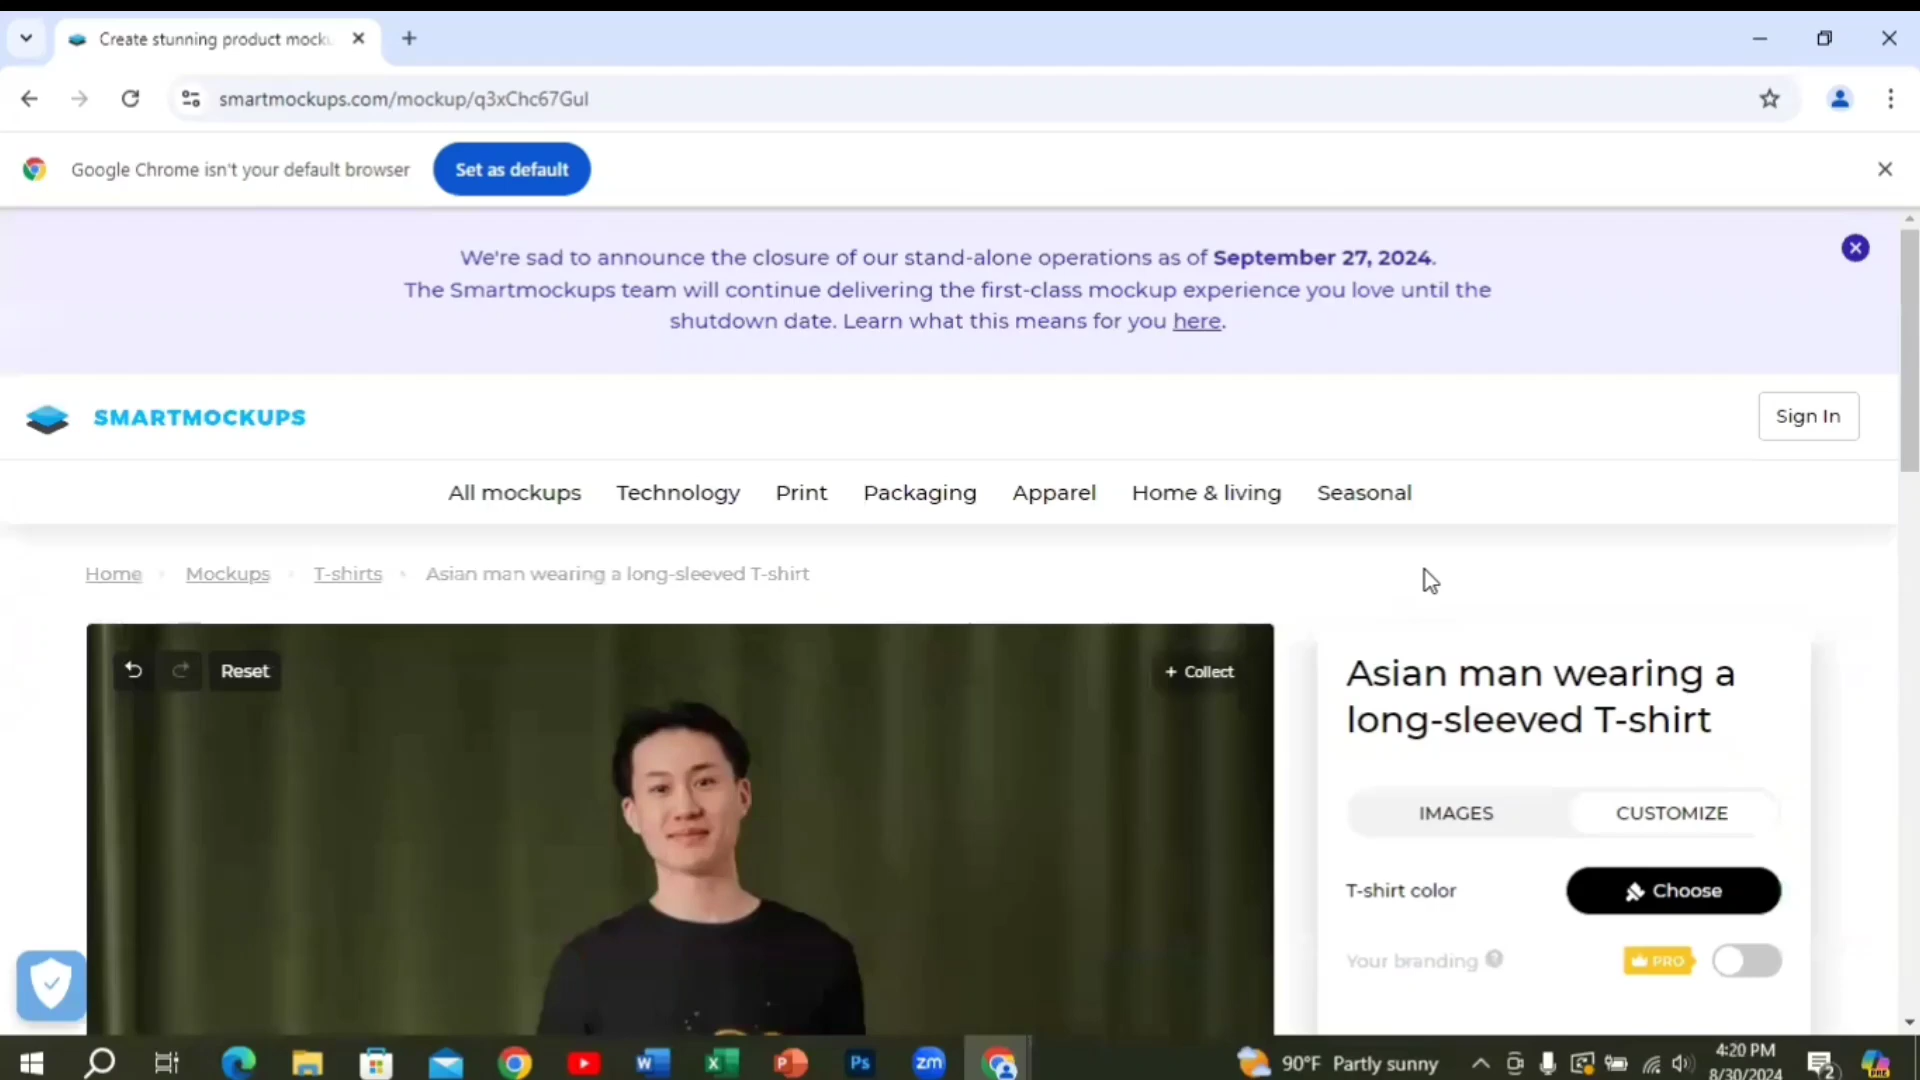 Create stunning product mocku
smartmockups.com/mockup/q3xChc67Gul
Google Chrome isn't your default browser
Set as default
We're sad to announce the closure of our stand-alone operations as of September 27, 2024.
The Smartmockups team will continue delivering the first-class mockup experience you love until the
shutdown date. Learn what this means for you here.
SMARTMOCKUPS
Sign In
All mockups Technology Print Packaging Apparel Home & living Seasonal
Home Mockups T-shirts Asian man wearing a long-sleeved T-shirt
Reset
+ Collect
Asian man wearing a
long-sleeved T-shirt
IMAGES CUSTOMIZE
T-shirt color Choose
Your branding ? PRO
W X P Ps zm
90°F Partly sunny
4:20 PM
8/30/2024
2
PRE